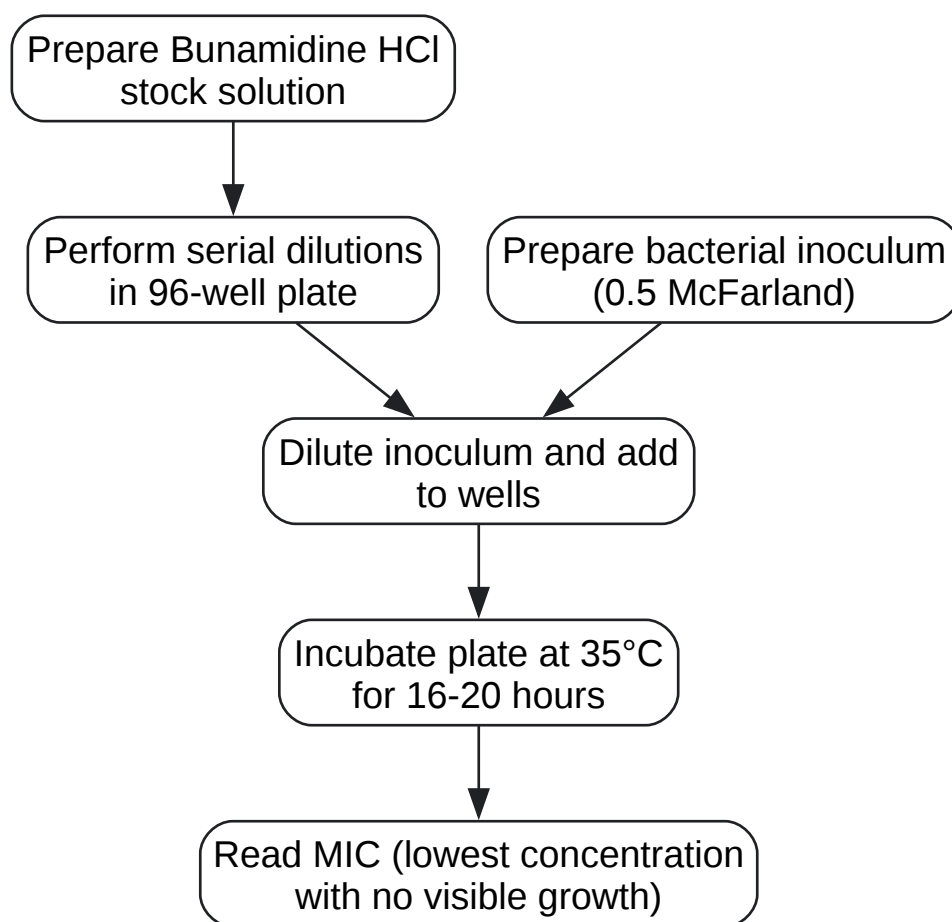 Prepare Bunamidine HCl
stock solution
Perform serial dilutions
in 96-well plate
Prepare bacterial inoculum
(0.5 McFarland)
Dilute inoculum and add
to wells
Incubate plate at 35°C
for 16-20 hours
Read MIC (lowest concentration
with no visible growth)